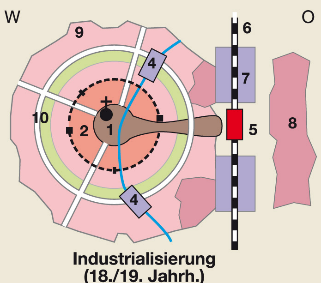 W
O
9
6
4
7
10
2
1
5
8
4
Industrialisierung
(18./19. Jahrh.)